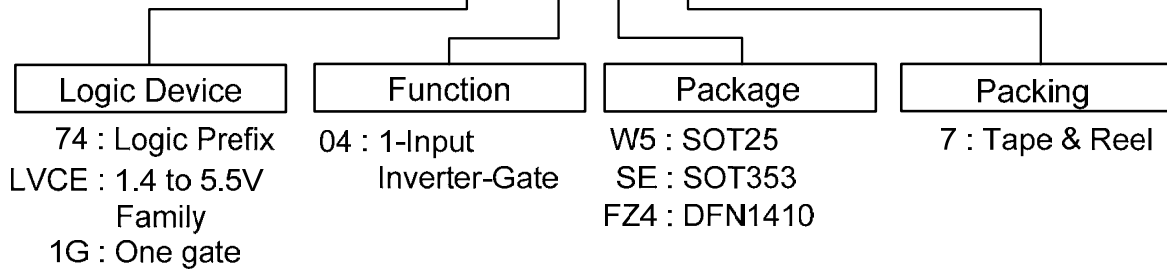 Logic Device
74 : Logic Prefix
LVCE : 1.4 to 5.5V
Family
1G : One gate
Function
04 : 1-Input
Inverter-Gate
Package
W5 : SOT25
SE : SOT353
FZ4 : DFN1410
Packing
7 : Tape & Reel